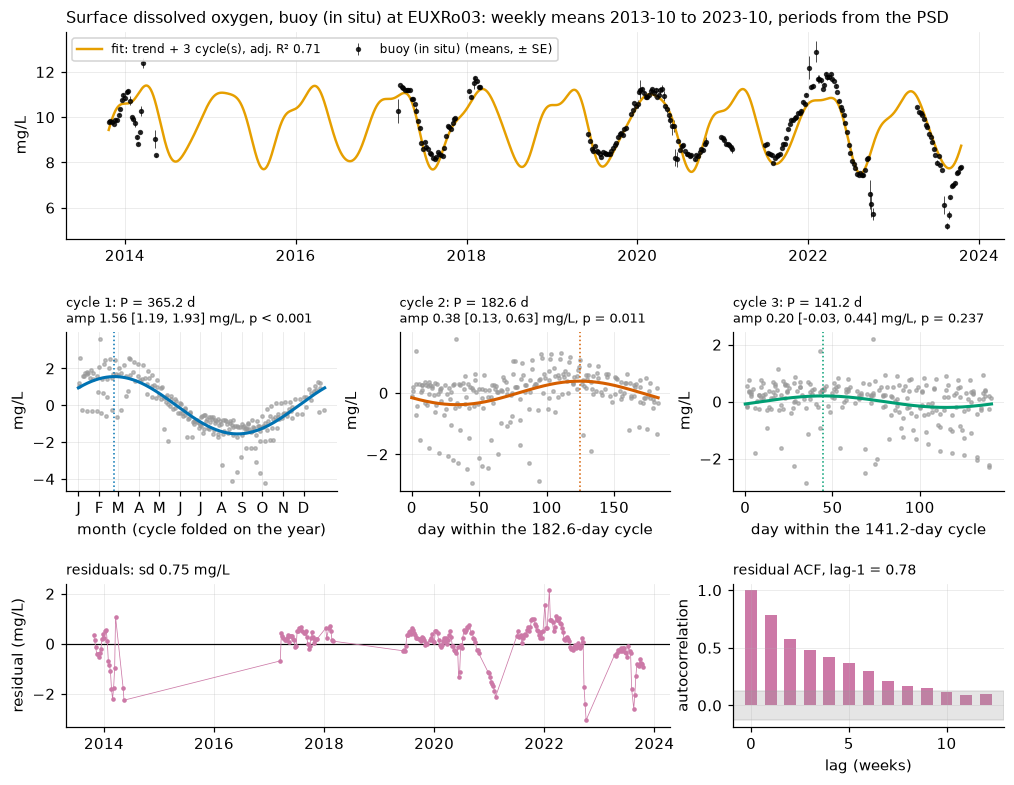 Surface dissolved oxygen, buoy (in situ) at EUXRo03: weekly means 2013-10 to 2023-10, periods from the PSD
fit: trend + 3 cycle(s), adj. R² 0.71
buoy (in situ) (means, ± SE)
mg/L
12
10
8
6
2014 2016 2018 2020 2022 2024
cycle 1: P = 365.2 d
amp 1.56 [1.19, 1.93] mg/L, p < 0.001
mg/L
2
0
−2
−4
J F M A M J J A S O N D
month (cycle folded on the year)
cycle 2: P = 182.6 d
amp 0.38 [0.13, 0.63] mg/L, p = 0.011
mg/L
0
−2
0 50 100 150
day within the 182.6-day cycle
cycle 3: P = 141.2 d
amp 0.20 [-0.03, 0.44] mg/L, p = 0.237
mg/L
2
0
−2
0 50 100
day within the 141.2-day cycle
residuals: sd 0.75 mg/L
residual (mg/L)
2
0
−2
2014 2016 2018 2020 2022 2024
residual ACF, lag-1 = 0.78
autocorrelation
1.0
0.5
0.0
0 5 10
lag (weeks)